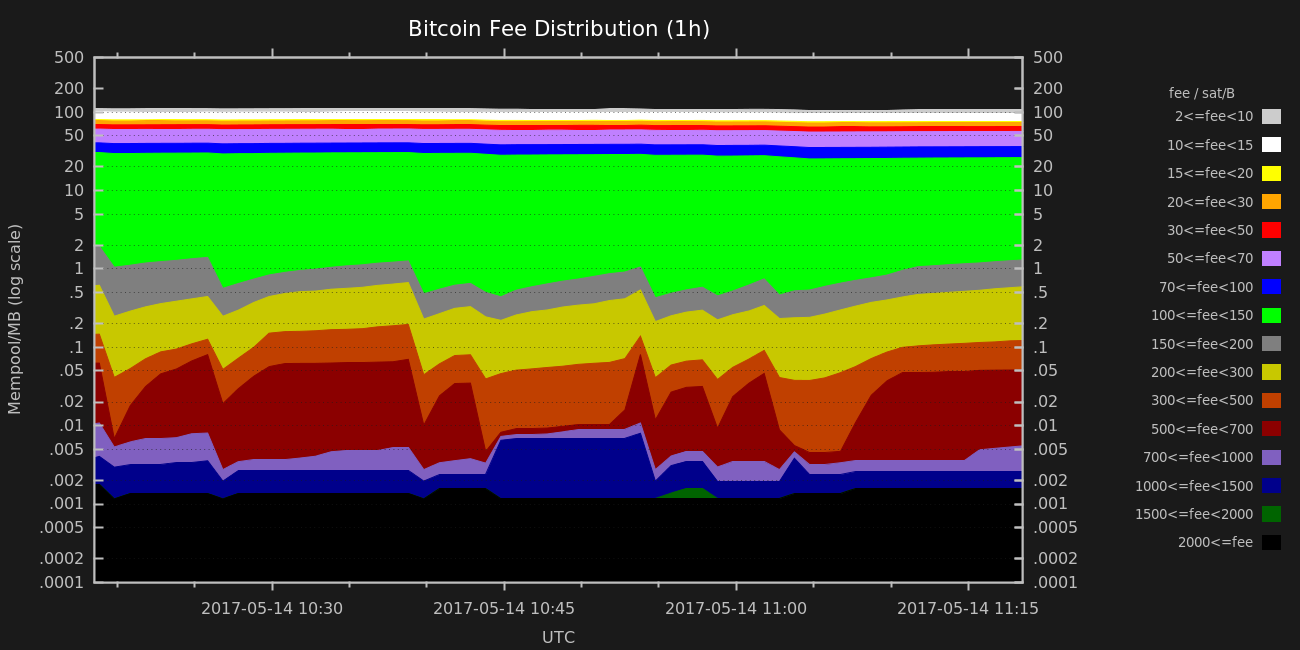 Bitcoin Fee Distribution (1h)
500 500
200 200
100 100
50 50
20 20
10 10
5 5
2 2
1 1
.5 .5
.2 .2
.1 .1
.05 .05
.02 .02
.01 .01
.005 .005
.002 .002
.001 .001
.0005 .0005
.0002 .0002
.0001 .0001
Mempool/MB (log scale)
2017-05-14 10:30 2017-05-14 10:45 2017-05-14 11:00 2017-05-14 11:15
UTC
fee / sat/B
2<=fee<10
10<=fee<15
15<=fee<20
20<=fee<30
30<=fee<50
50<=fee<70
70<=fee<100
100<=fee<150
150<=fee<200
200<=fee<300
300<=fee<500
500<=fee<700
700<=fee<1000
1000<=fee<1500
1500<=fee<2000
2000<=fee